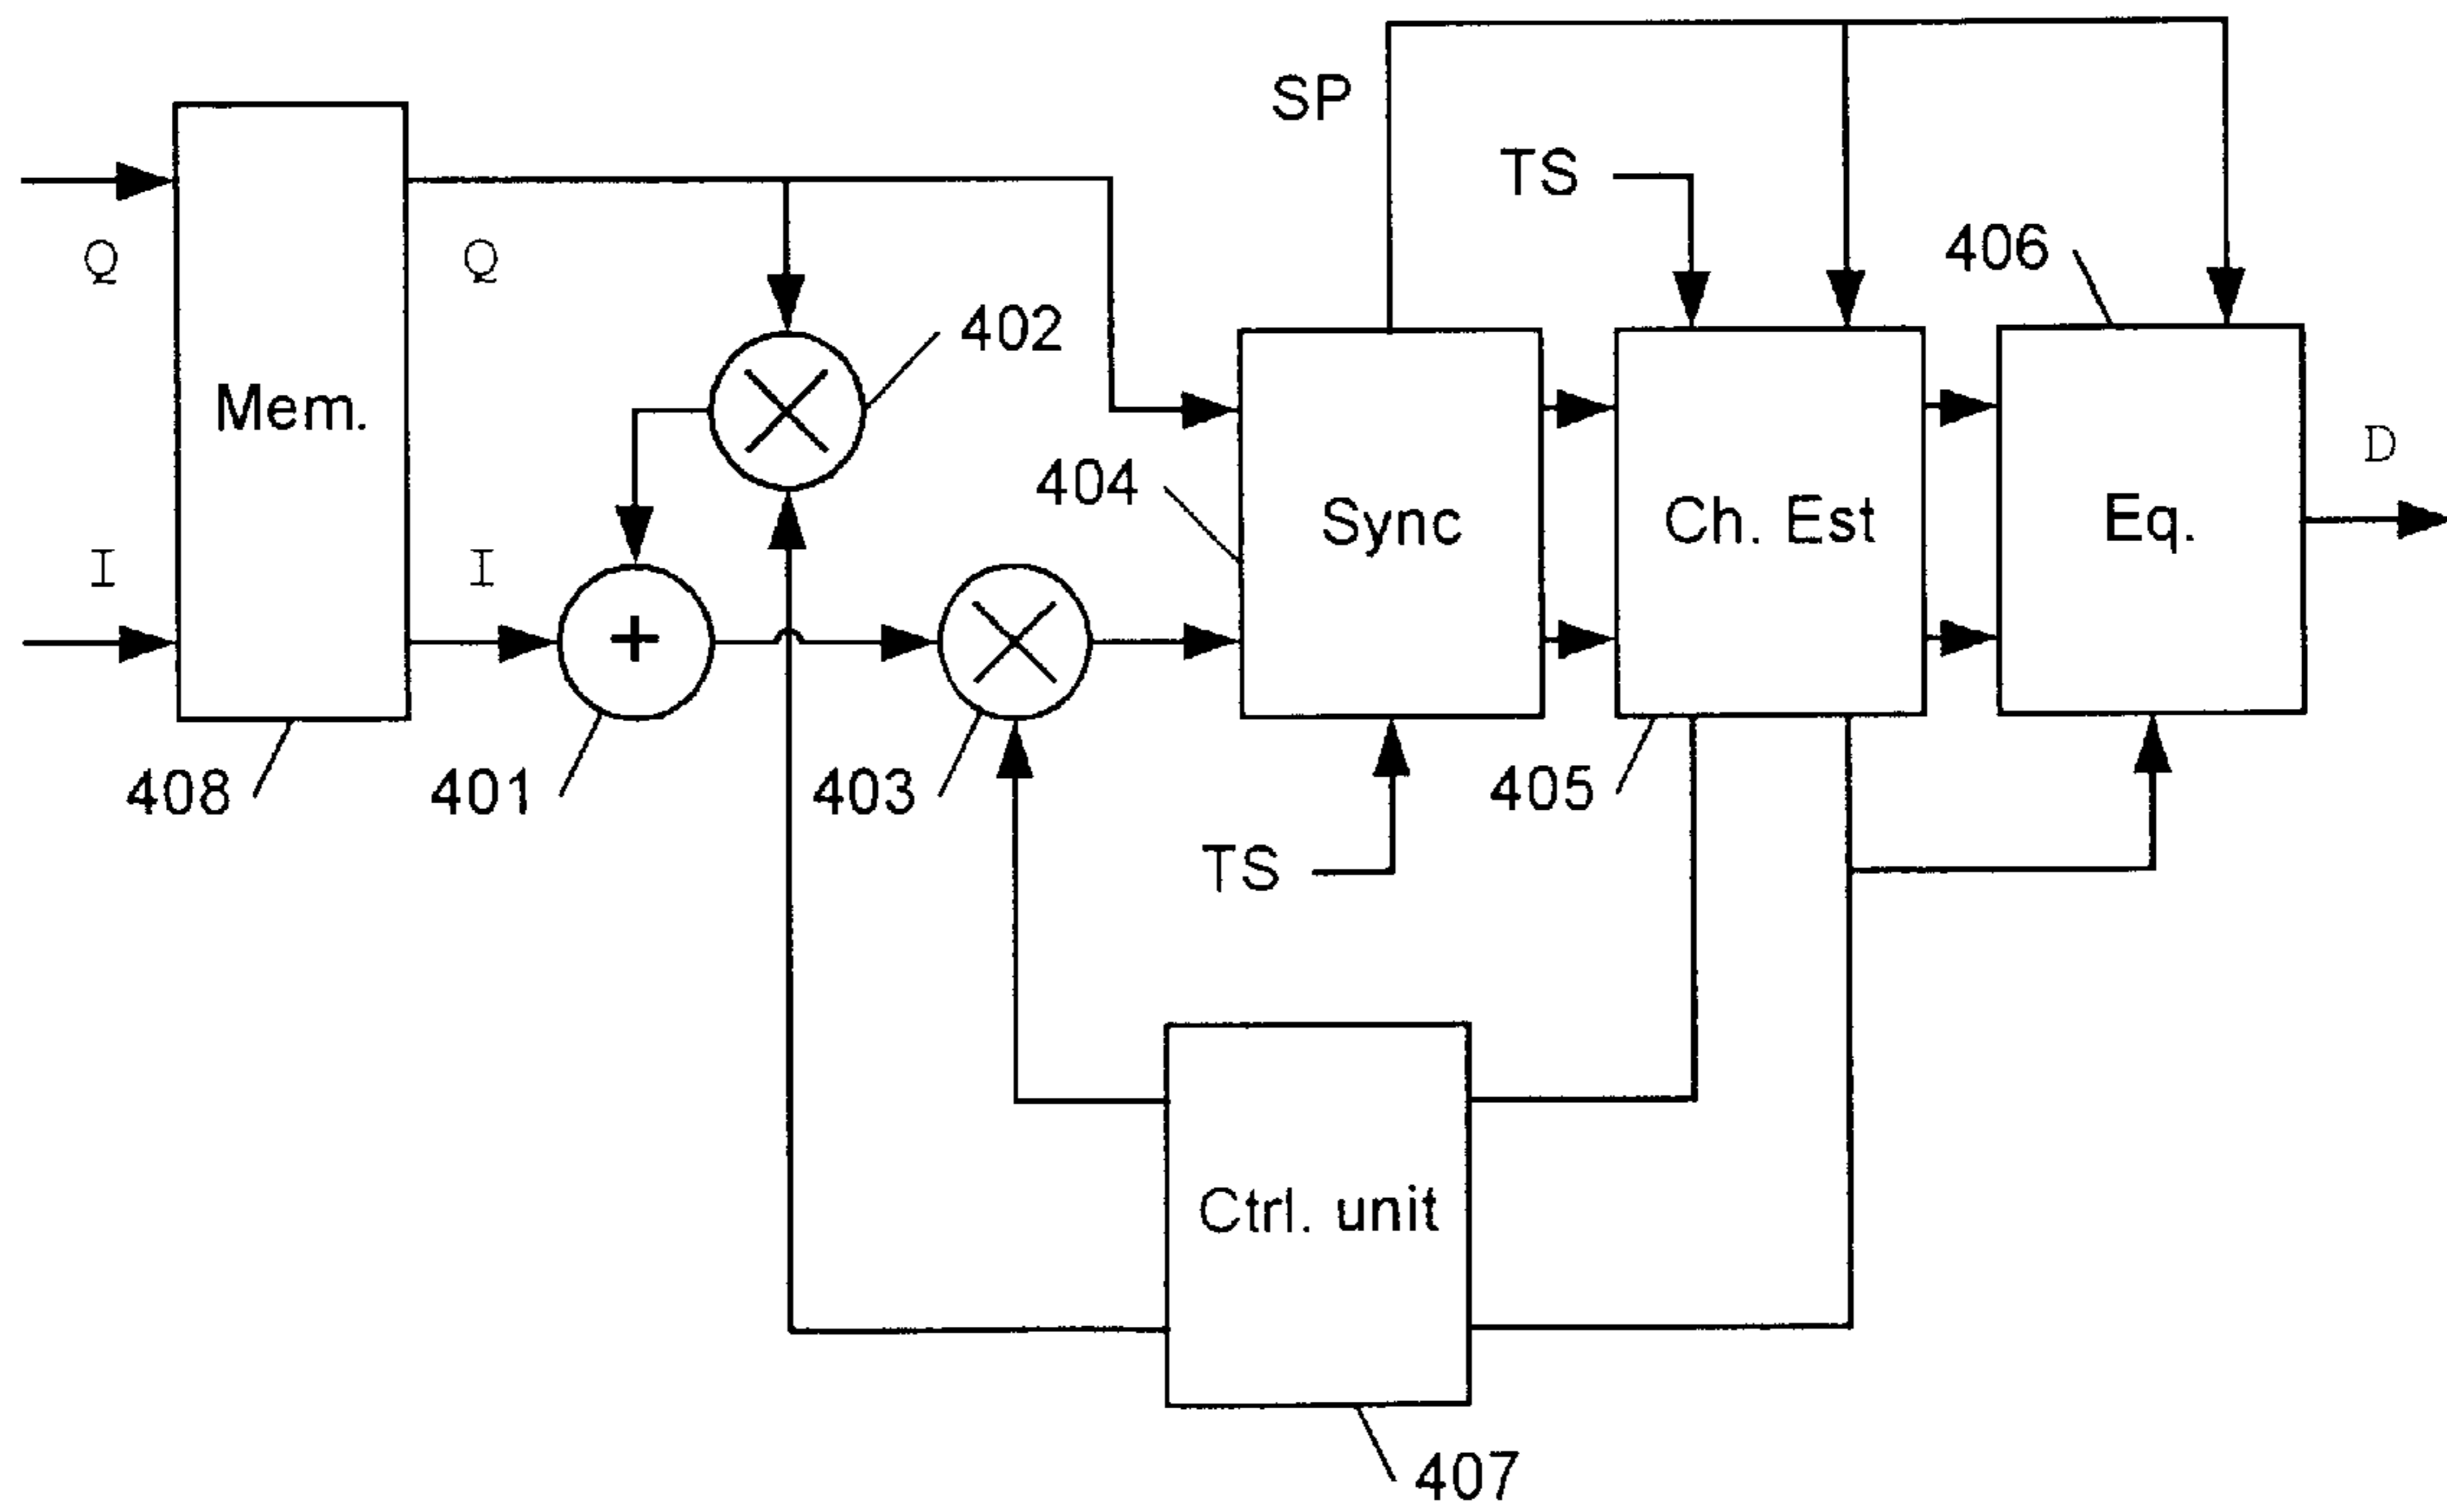 SP
TS
406
Q
Q
402
Mem.
D
404
Sync
Ch. Est
Eq.
I
I
+
408
401
403
405
TS
Ctrl. unit
407